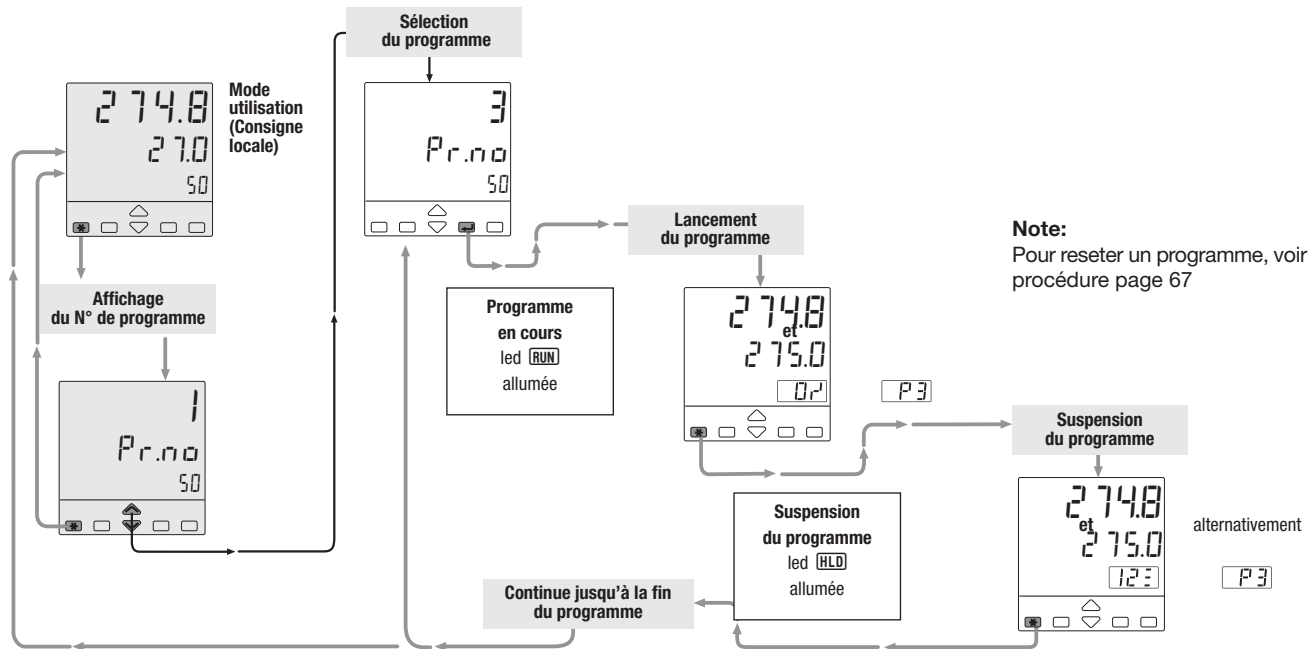 Sélection
du programme
274.8
27.0
50
Mode
utilisation
(Consigne
locale)
3
Pr.no
50
Affichage
du N° de programme
1
Pr.no
50
Lancement
du programme
Note:
Pour reseter un programme, voir
procédure page 67
Programme
en cours
led RUN
allumée
274.8
et
275.0
P3
Suspension
du programme
274.8
et
275.0
alternativement
P3
Suspension
du programme
led HLD
allumée
Continue jusqu’à la fin
du programme